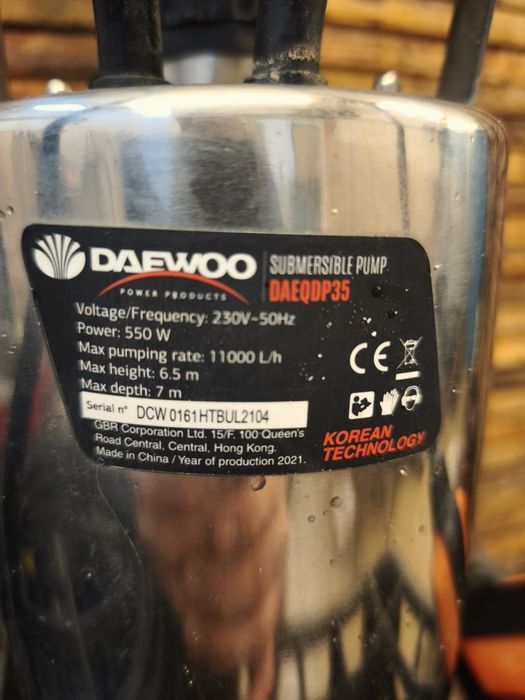 DAEWOO
POWER PRODUCTS
SUBMERSIBLE PUMP
DAEQDP35
Voltage/Frequency: 230V~50Hz
Power: 550 W
Max pumping rate: 11000 L/h
Max height: 6.5 m
Max depth: 7 m
Serial n° DCW 0161HTBUL2104
GBR Corporation Ltd. 15/F. 100 Queen's
Road Central, Central, Hong Kong.
Made in China / Year of production 2021.
CE
KOREAN
TECHNOLOGY